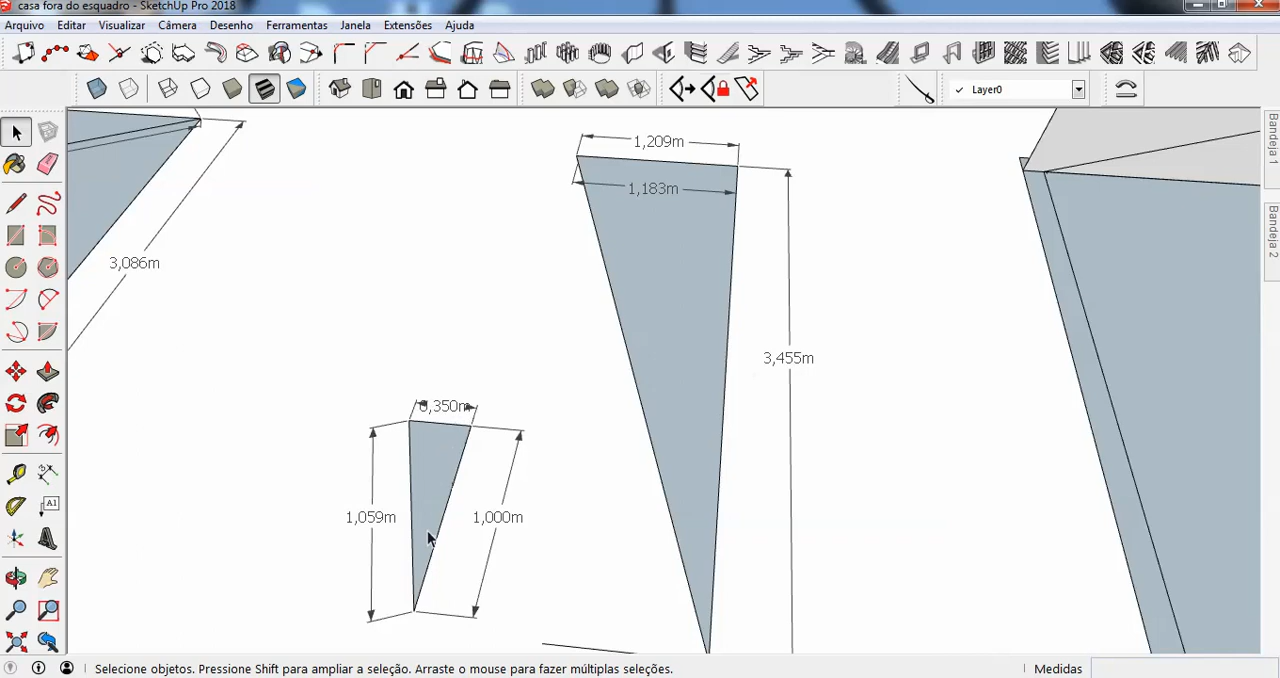 casa fora do esquadro - SketchUp Pro 2018
Arquivo Editar Visualizar Câmera Desenho Ferramentas Janela Extensões Ajuda
Layer0
Bandeja 1
Bandeja 2
1,209m
1,183m
3,086m
3,455m
0,350m
1,059m
1,000m
A1
Selecione objetos. Pressione Shift para ampliar a seleção. Arraste o mouse para fazer múltiplas seleções.
Medidas